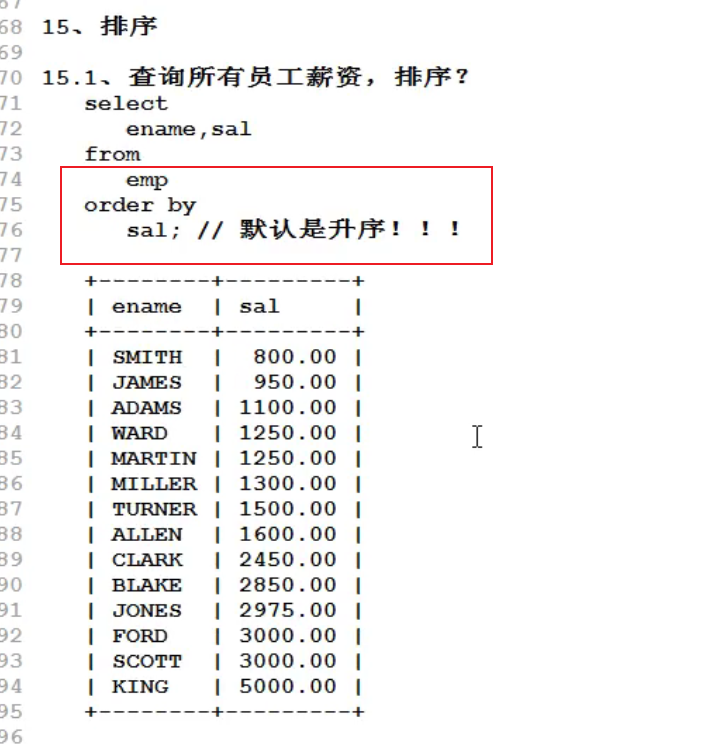 67
68 15、排序
69
70 15.1、查询所有员工薪资，排序？
71 select
72 ename,sal
73 from
74 emp
75 order by
76 sal; // 默认是升序！！！
77
78 +--------+---------+
79 | ename  | sal     |
80 +--------+---------+
81 | SMITH  |  800.00 |
82 | JAMES  |  950.00 |
83 | ADAMS  | 1100.00 |
84 | WARD   | 1250.00 |
85 | MARTIN | 1250.00 |
86 | MILLER | 1300.00 |
87 | TURNER | 1500.00 |
88 | ALLEN  | 1600.00 |
89 | CLARK  | 2450.00 |
90 | BLAKE  | 2850.00 |
91 | JONES  | 2975.00 |
92 | FORD   | 3000.00 |
93 | SCOTT  | 3000.00 |
94 | KING   | 5000.00 |
95 +--------+---------+
96